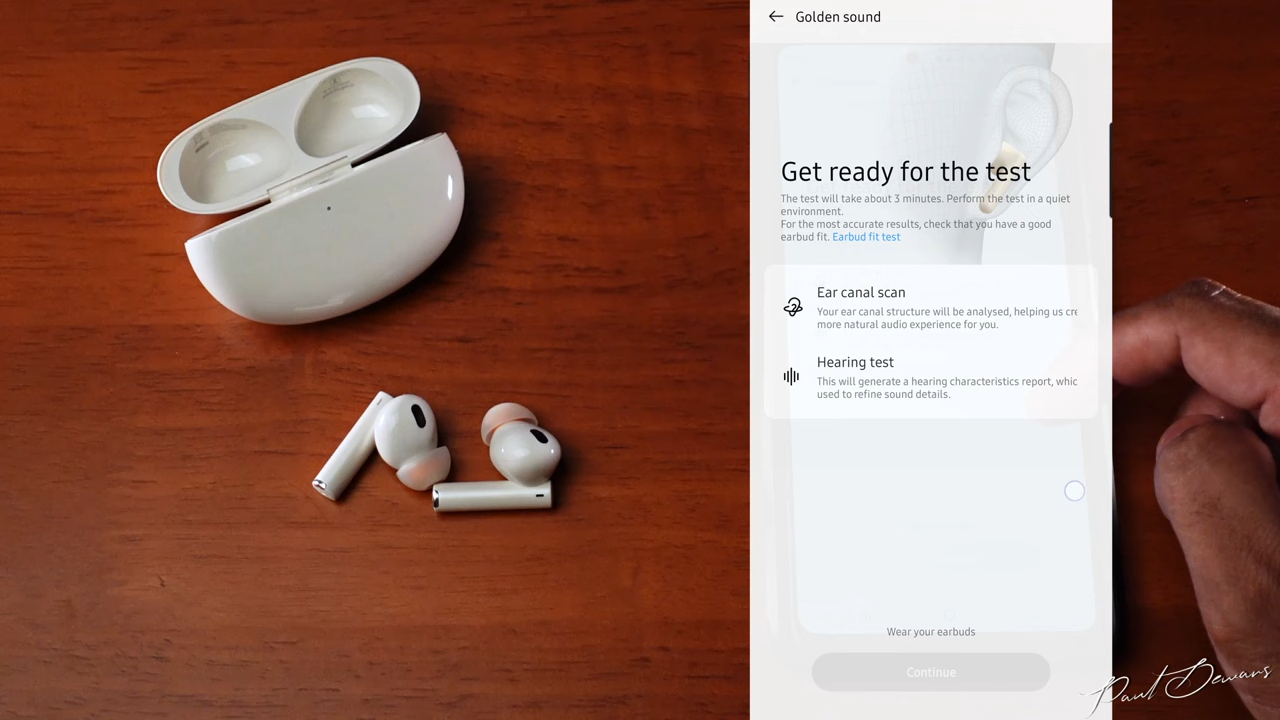 Golden sound
Get ready for the test
The test will take about 3 minutes. Perform the test in a quiet
environment.
For the most accurate results, check that you have a good
earbud fit. Earbud fit test
Ear canal scan
Your ear canal structure will be analysed, helping us cre
more natural audio experience for you.
Hearing test
This will generate a hearing characteristics report, whic
used to refine sound details.
Wear your earbuds
Continue
Paul Dewars